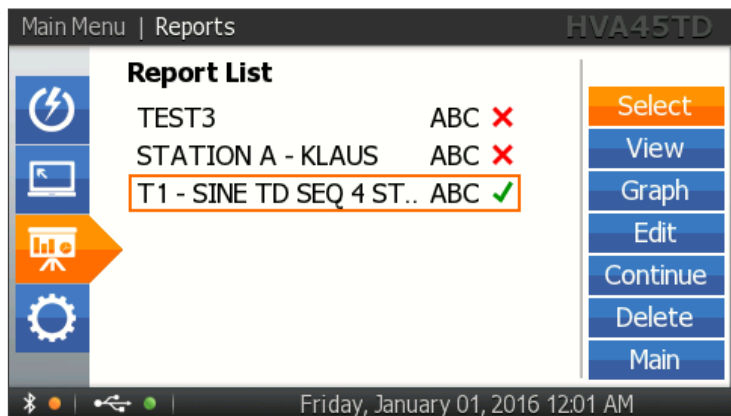 Main Menu | Reports
HVA45TD
Report List
TEST3 ABC
STATION A - KLAUS ABC
T1 - SINE TD SEQ 4 ST.. ABC
Select
View
Graph
Edit
Continue
Delete
Main
Friday, January 01, 2016 12:01 AM